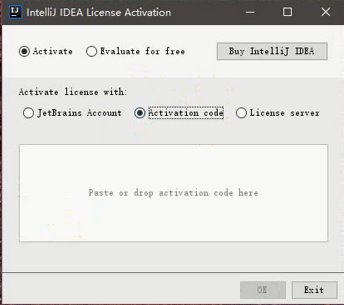 IntelliJ IDEA License Activation
Activate Evaluate for free Buy IntelliJ IDEA
Activate license with:
JetBrains Account Activation code License server
Paste or drop activation code here
OK Exit